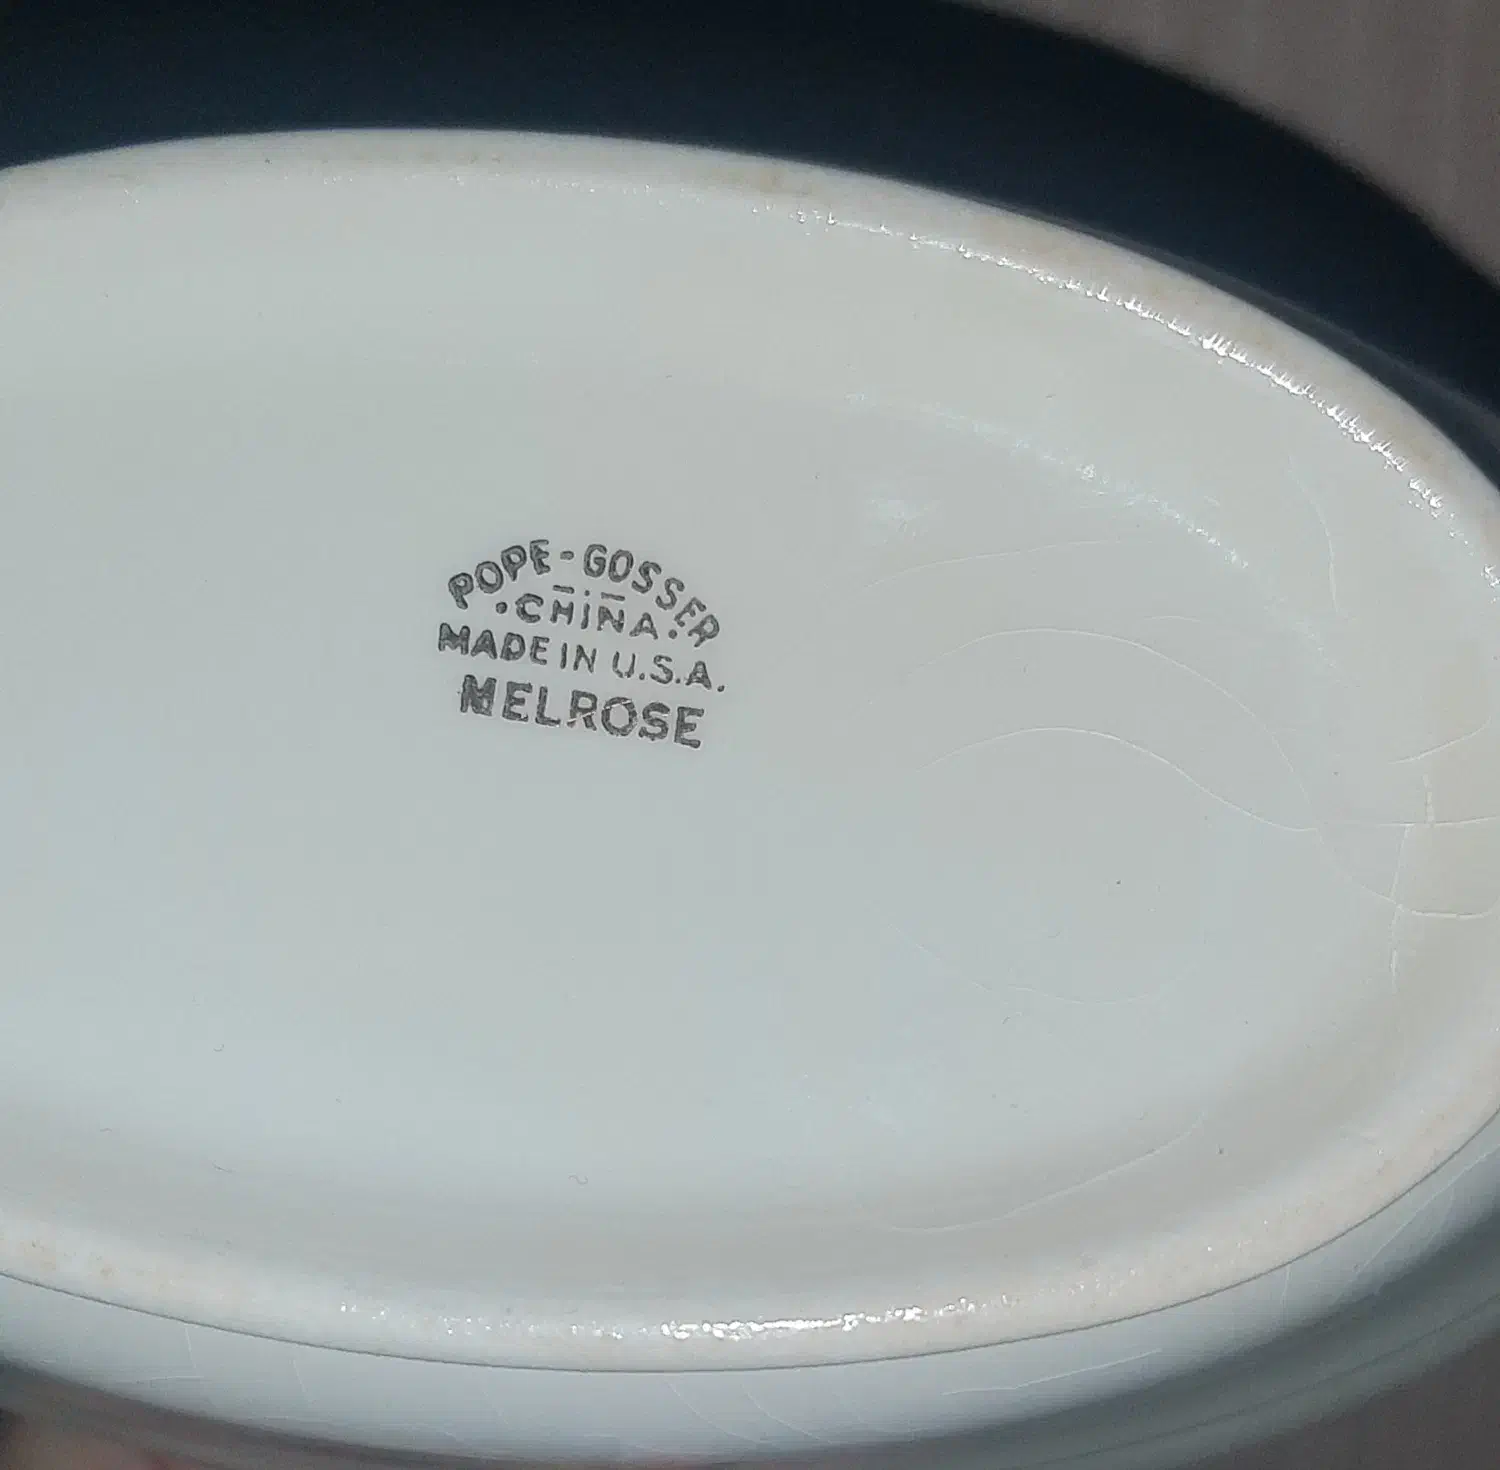 POPE-GOSSER
·CHINA·
MADE IN U.S.A.
MELROSE